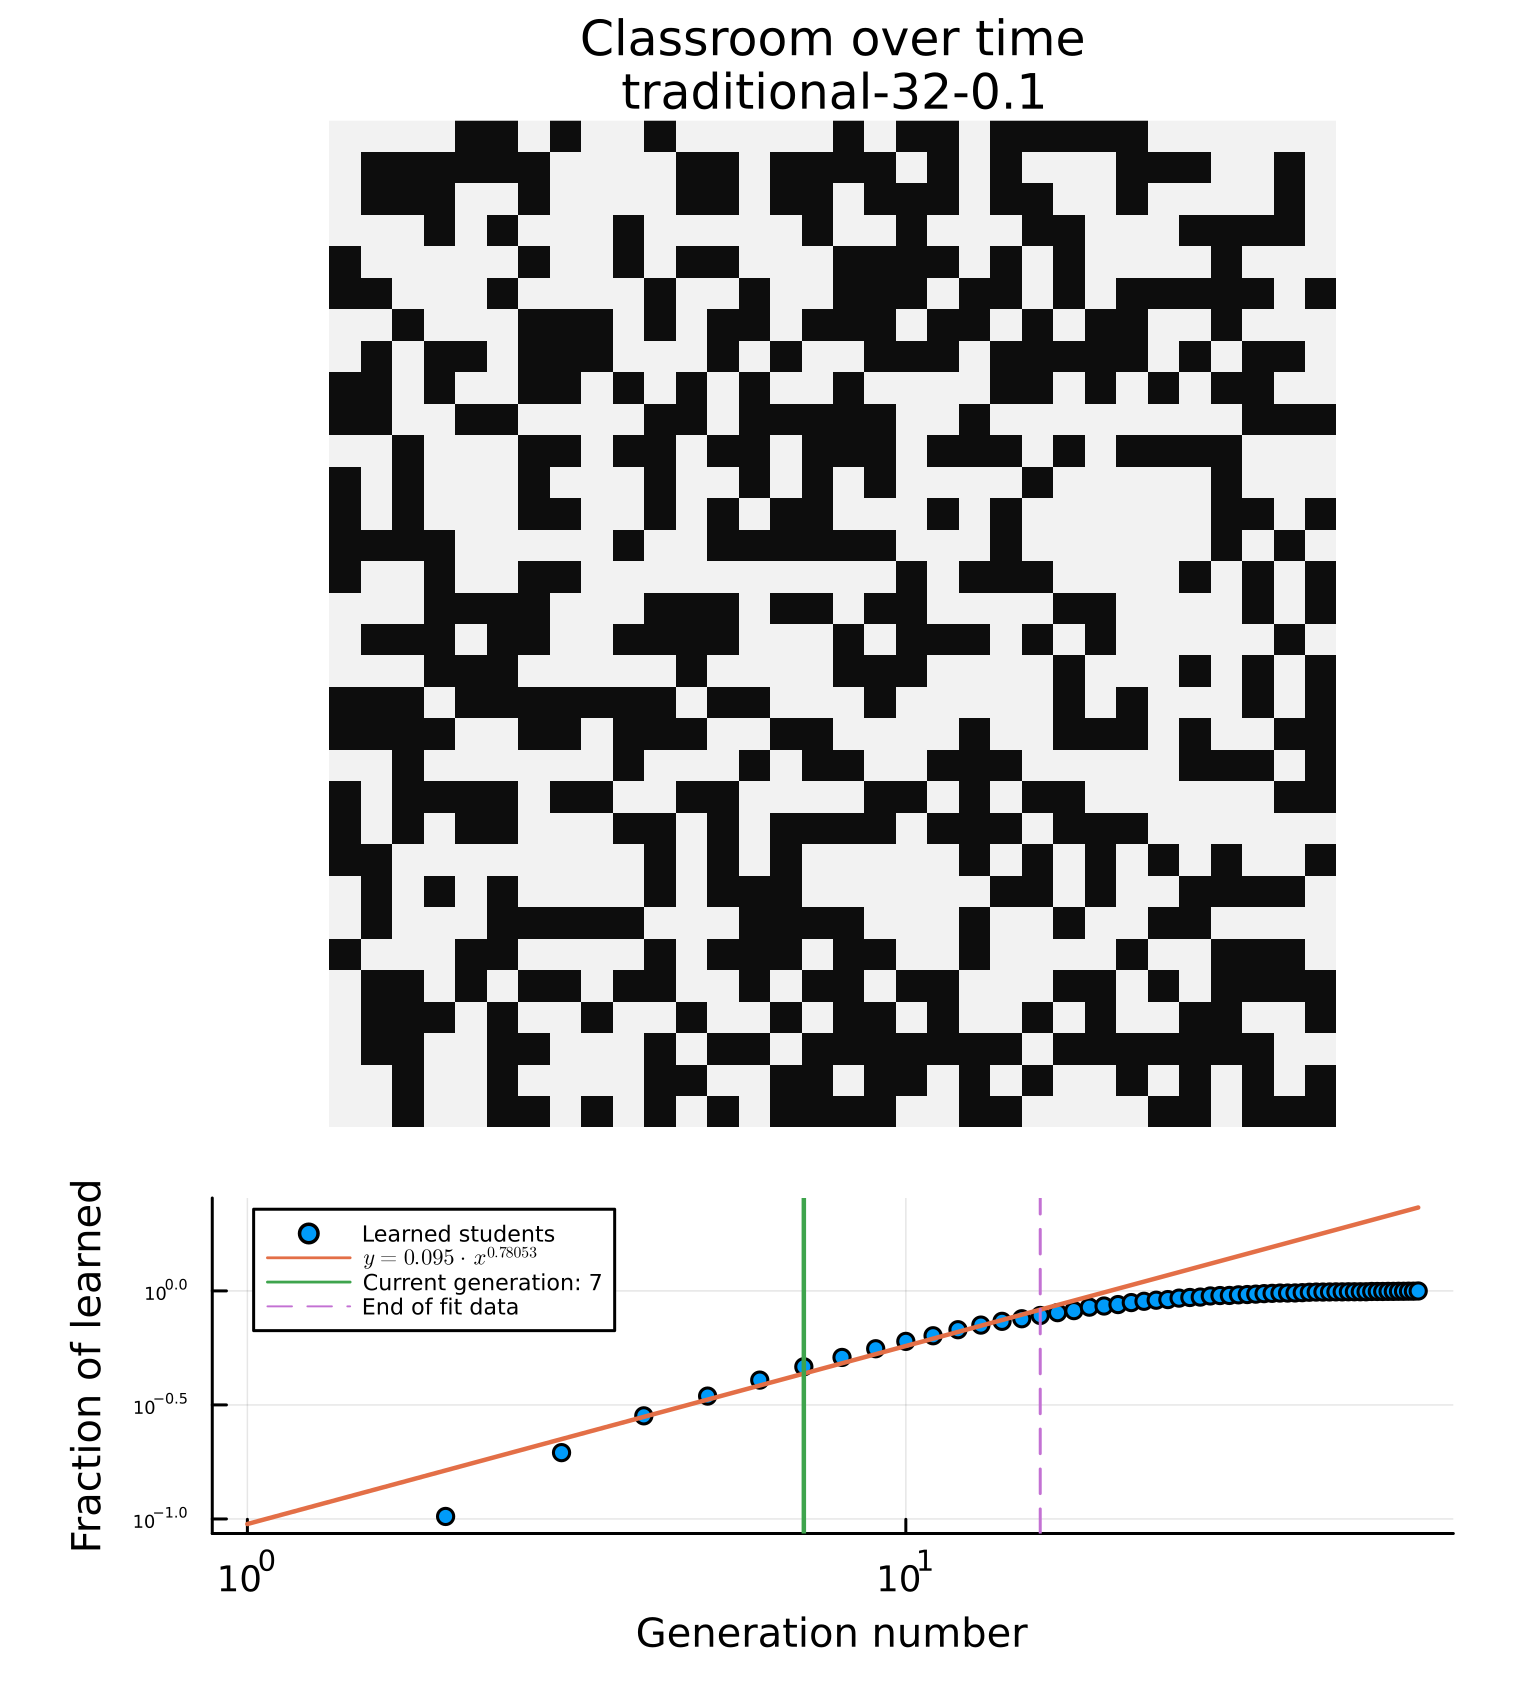 Classroom over time
traditional-32-0.1
Fraction of learned
Learned students
y = 0.095 · x^0.78053
Current generation: 7
End of fit data
10^0.0
10^−0.5
10^−1.0
10^0
10^1
Generation number